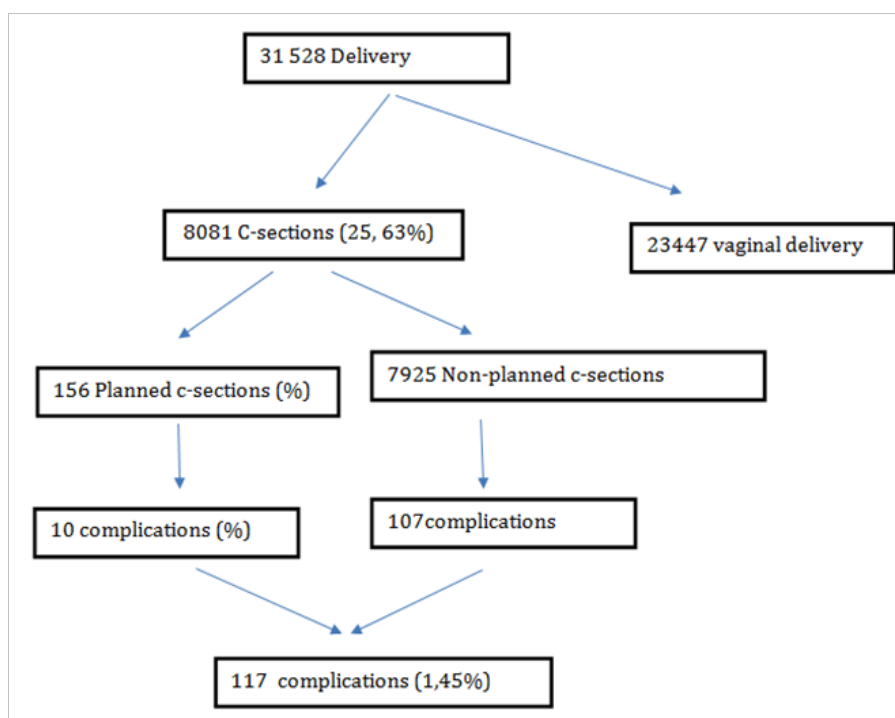 31 528 Delivery
8081 C-sections (25, 63%)
23447 vaginal delivery
156 Planned c-sections (%)
7925 Non-planned c-sections
10 complications (%)
107complications
117 complications (1,45%)